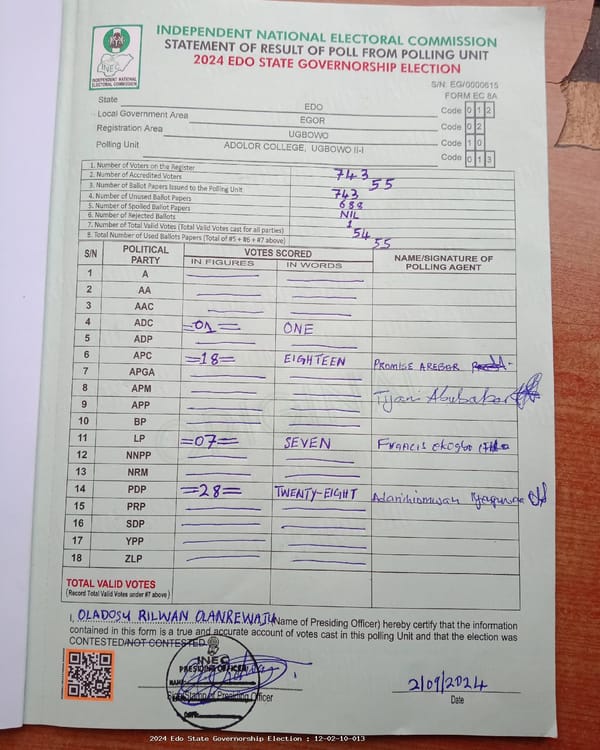 INDEPENDENT NATIONAL ELECTORAL COMMISSION
STATEMENT OF RESULT OF POLL FROM POLLING UNIT
2024 EDO STATE GOVERNORSHIP ELECTION
INEC
INDEPENDENT NATIONAL ELECTORAL COMMISSION
S/N: EG/0000615
FORM EC 8A
State EDO Code 0 1 2
Local Government Area EGOR Code 0 2
Registration Area UGBOWO Code 1 0
Polling Unit ADOLOR COLLEGE, UGBOWO II-I Code 0 1 3
1. Number of Voters on the Register 743
2. Number of Accredited Voters 55
3. Number of Ballot Papers Issued to the Polling Unit 743
4. Number of Unused Ballot Papers 688
5. Number of Spoiled Ballot Papers NIL
6. Number of Rejected Ballots 1
7. Number of Total Valid Votes (Total Valid Votes cast for all parties) 54
8. Total Number of Used Ballots Papers (Total of #5 + #6 + #7 above) 55
S/N POLITICAL PARTY VOTES SCORED NAME/SIGNATURE OF POLLING AGENT
IN FIGURES IN WORDS
1 A
2 AA
3 AAC
4 ADC =01= ONE
5 ADP
6 APC =18= EIGHTEEN PROMISE AREBOR
7 APGA
8 APM Tijani Abubakar
9 APP
10 BP
11 LP =07= SEVEN Francis
12 NNPP
13 NRM
14 PDP =28= TWENTY-EIGHT
15 PRP
16 SDP
17 YPP
18 ZLP
TOTAL VALID VOTES
(Record Total Valid Votes under #7 above)
I, OLADOSU RILWAN OLANREWAJU (Name of Presiding Officer) hereby certify that the information
contained in this form is a true and accurate account of votes cast in this polling Unit and that the election was
CONTESTED/NOT CONTESTED
INEC
PRESIDING OFFICER
NAME
DATE
Presiding Officer
2/09/2024
Date
2024 Edo State Governorship Election : 12-02-10-013